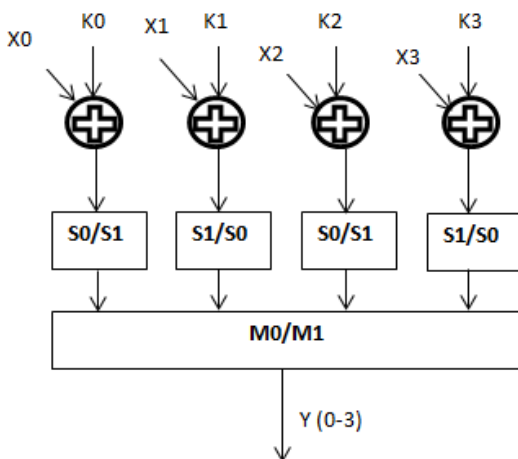 X0 K0 X1 K1 X2 K2 X3 K3
S0/S1 S1/S0 S0/S1 S1/S0
M0/M1
Y (0-3)